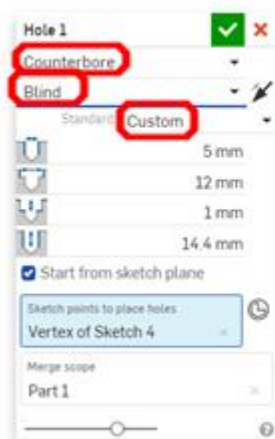 Hole 1
Counterbore
Blind
Standard Custom
5 mm
12 mm
1 mm
14.4 mm
Start from sketch plane
Sketch points to place holes
Vertex of Sketch 4
Merge scope
Part 1